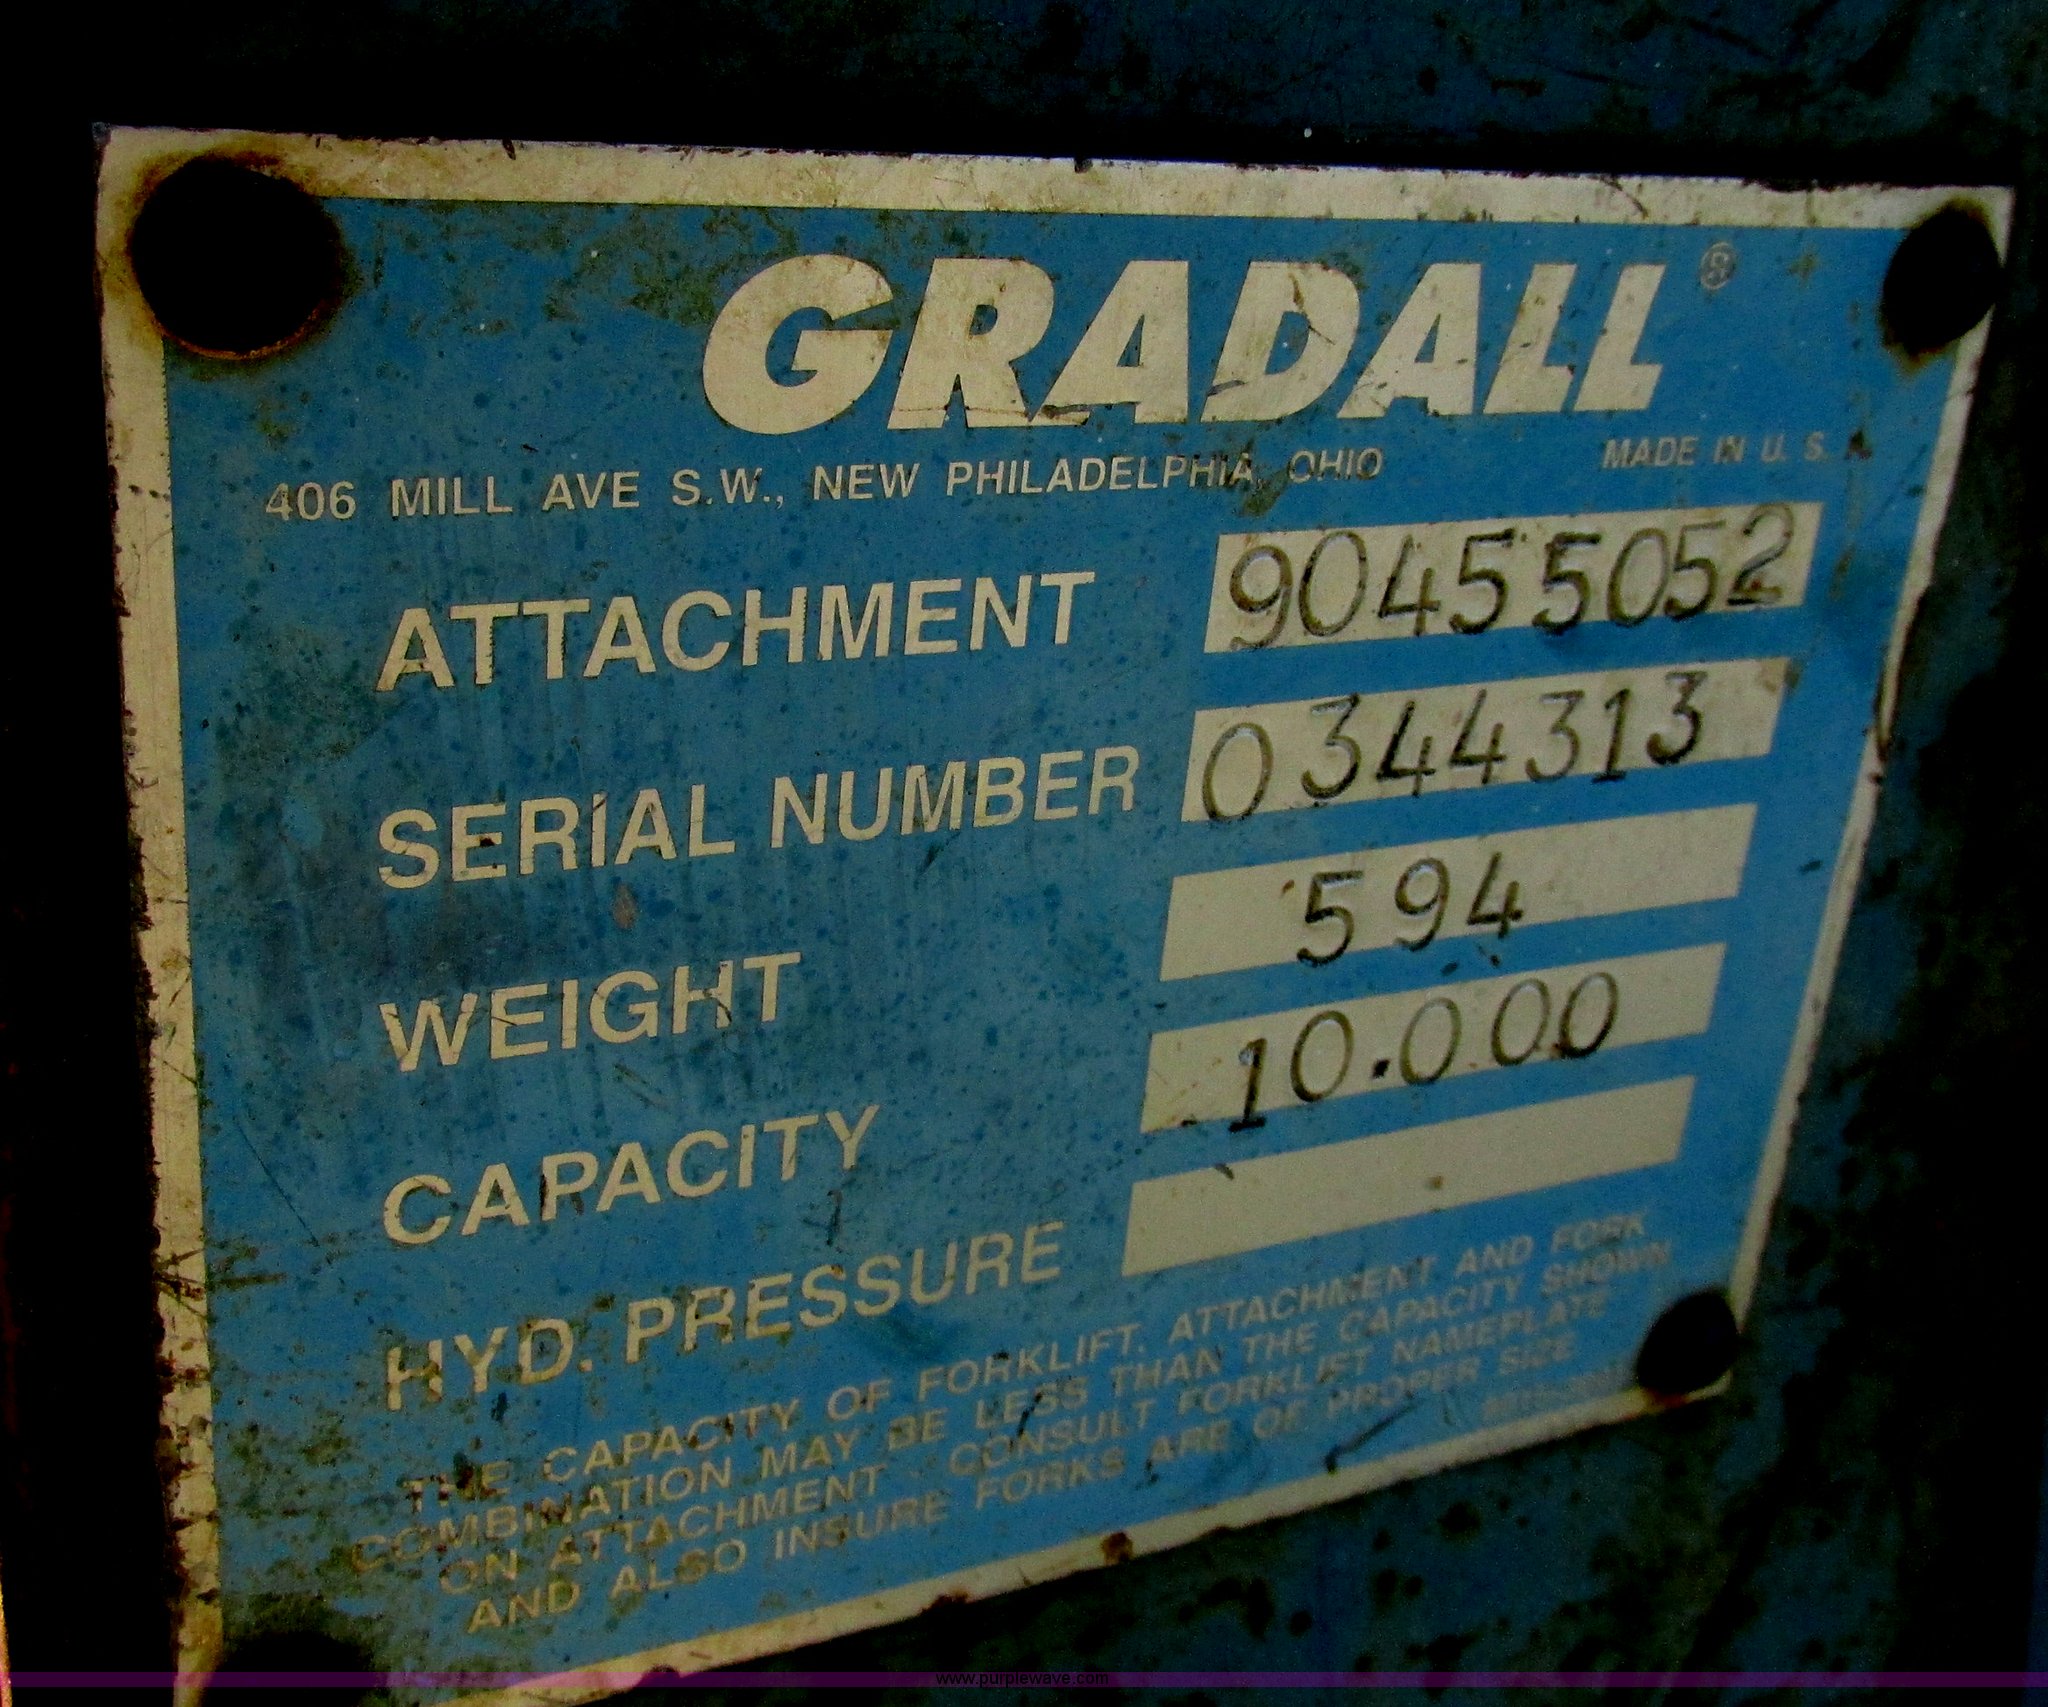 GRADALL®
406 MILL AVE S.W., NEW PHILADELPHIA, OHIO MADE IN U. S. A.
ATTACHMENT 90455052
SERIAL NUMBER 0344313
WEIGHT 594
CAPACITY 10.000
HYD. PRESSURE
THE CAPACITY OF FORKLIFT, ATTACHMENT AND FORK
COMBINATION MAY BE LESS THAN THE CAPACITY SHOWN
ON ATTACHMENT CONSULT FORKLIFT NAMEPLATE
AND ALSO INSURE FORKS ARE OF PROPER SIZE
www.purplewave.com